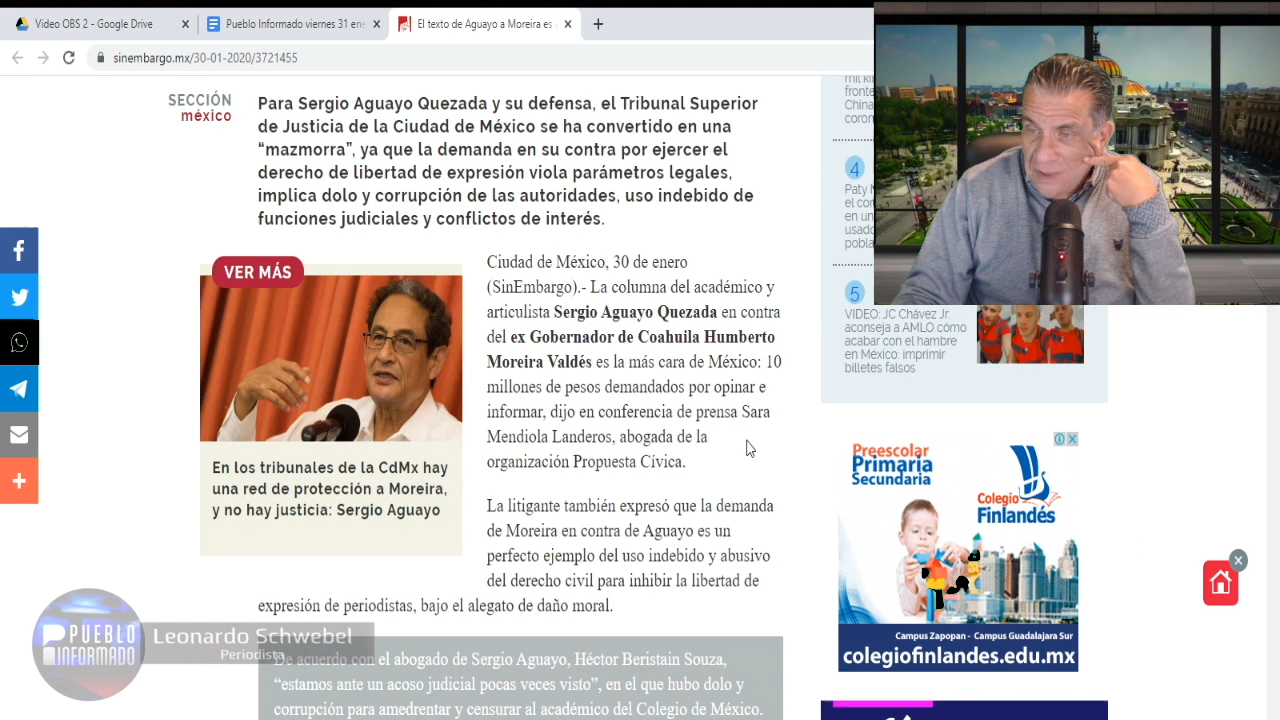 Video OBS 2 - Google Drive
Pueblo Informado viernes 31 ene
El texto de Aguayo a Moreira es
sinembargo.mx/30-01-2020/3721455
SECCIÓN
méxico
Para Sergio Aguayo Quezada y su defensa, el Tribunal Superior
de Justicia de la Ciudad de México se ha convertido en una
“mazmorra”, ya que la demanda en su contra por ejercer el
derecho de libertad de expresión viola parámetros legales,
implica dolo y corrupción de las autoridades, uso indebido de
funciones judiciales y conflictos de interés.
VER MÁS
En los tribunales de la CdMx hay
una red de protección a Moreira,
y no hay justicia: Sergio Aguayo
Ciudad de México, 30 de enero
(SinEmbargo).- La columna del académico y
articulista Sergio Aguayo Quezada en contra
del ex Gobernador de Coahuila Humberto
Moreira Valdés es la más cara de México: 10
millones de pesos demandados por opinar e
informar, dijo en conferencia de prensa Sara
Mendiola Landeros, abogada de la
organización Propuesta Cívica.
La litigante también expresó que la demanda
de Moreira en contra de Aguayo es un
perfecto ejemplo del uso indebido y abusivo
del derecho civil para inhibir la libertad de
expresión de periodistas, bajo el alegato de daño moral.
De acuerdo con el abogado de Sergio Aguayo, Héctor Beristain Souza,
“estamos ante un acoso judicial pocas veces visto”, en el que hubo dolo y
corrupción para amedrentar y censurar al académico del Colegio de México.
mil
fronte
China
coron
4
Paty
el
en un
usado
pobla
5
VIDEO: JC Chávez Jr.
aconseja a AMLO cómo
acabar con el hambre
en México: imprimir
billetes falsos
Preescolar
Primaria
Secundaria
Colegio
Finlandés
Campus Zapopan - Campus Guadalajara Sur
colegiofinlandes.edu.mx
PUEBLO
INFORMADO
Leonardo Schwebel
Periodista